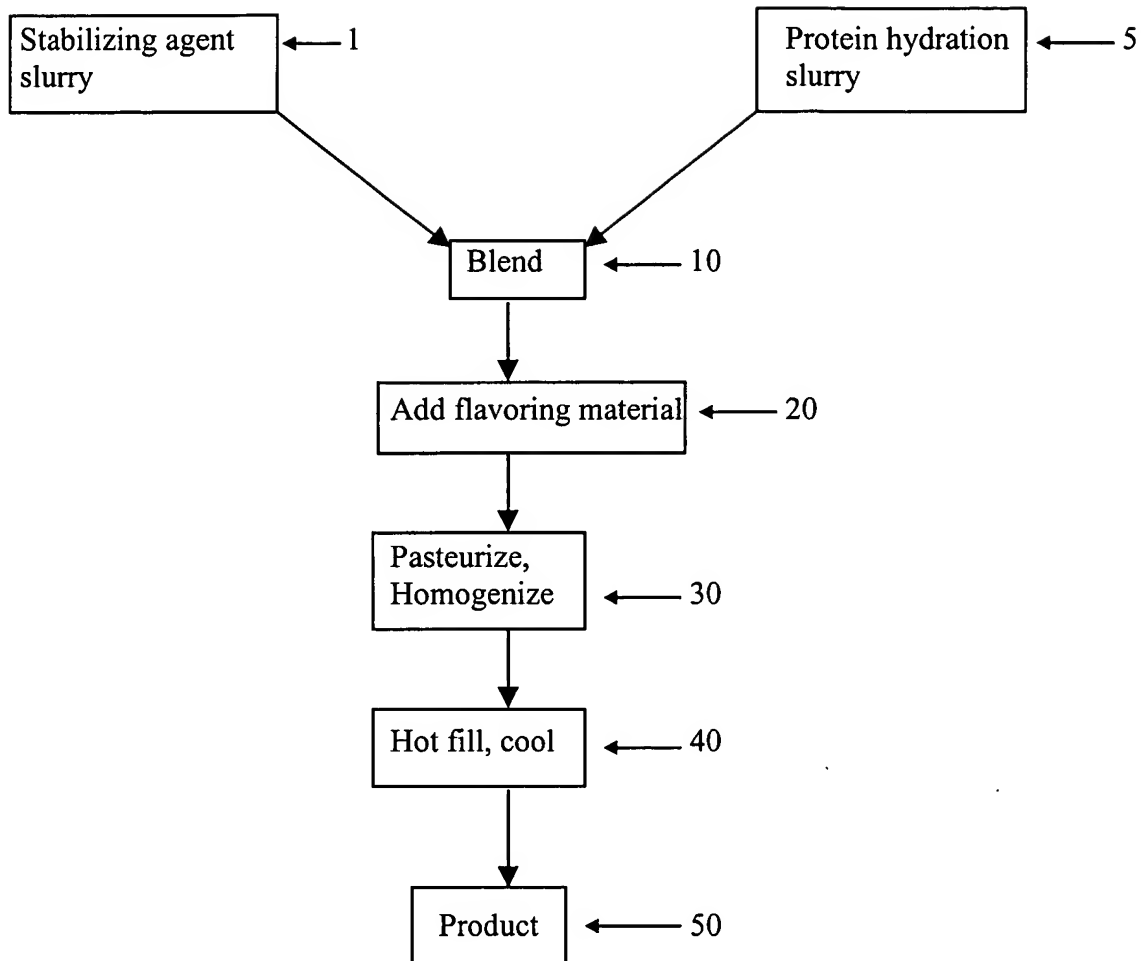 Stabilizing agent
slurry
1
Protein hydration
slurry
5
Blend
10
Add flavoring material
20
Pasteurize,
Homogenize
30
Hot fill, cool
40
Product
50